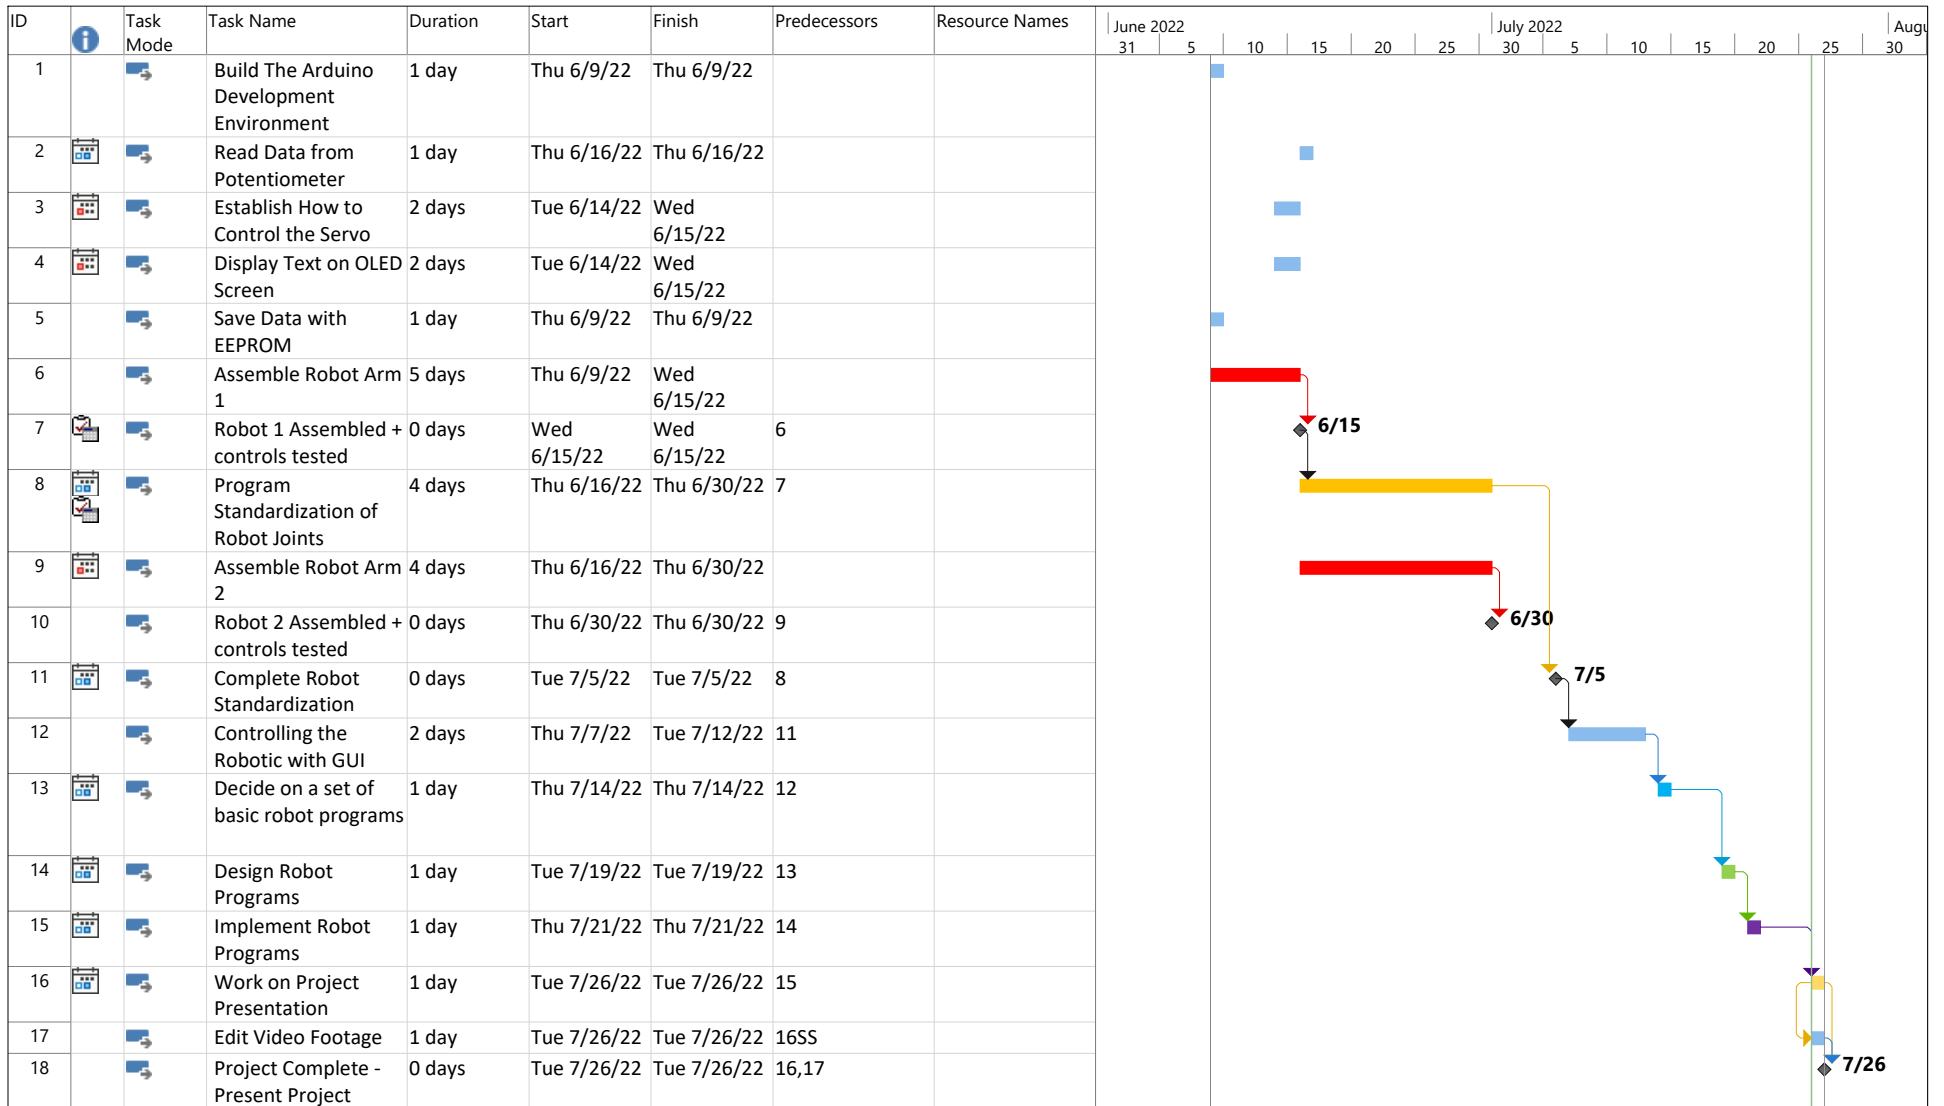 ID Task Mode Task Name Duration Start Finish Predecessors Resource Names
June 2022 July 2022 Augu
31 5 10 15 20 25 30 5 10 15 20 25 30
1 Build The Arduino 1 day Thu 6/9/22 Thu 6/9/22
Development
Environment
2 Read Data from 1 day Thu 6/16/22 Thu 6/16/22
Potentiometer
3 Establish How to 2 days Tue 6/14/22 Wed
Control the Servo 6/15/22
4 Display Text on OLED 2 days Tue 6/14/22 Wed
Screen 6/15/22
5 Save Data with 1 day Thu 6/9/22 Thu 6/9/22
EEPROM
6 Assemble Robot Arm 5 days Thu 6/9/22 Wed
1 6/15/22
7 Robot 1 Assembled + 0 days Wed Wed 6 6/15
controls tested 6/15/22 6/15/22
8 Program 4 days Thu 6/16/22 Thu 6/30/22 7
Standardization of
Robot Joints
9 Assemble Robot Arm 4 days Thu 6/16/22 Thu 6/30/22
2
10 Robot 2 Assembled + 0 days Thu 6/30/22 Thu 6/30/22 9 6/30
controls tested
11 Complete Robot 0 days Tue 7/5/22 Tue 7/5/22 8 7/5
Standardization
12 Controlling the 2 days Thu 7/7/22 Tue 7/12/22 11
Robotic with GUI
13 Decide on a set of 1 day Thu 7/14/22 Thu 7/14/22 12
basic robot programs
14 Design Robot 1 day Tue 7/19/22 Tue 7/19/22 13
Programs
15 Implement Robot 1 day Thu 7/21/22 Thu 7/21/22 14
Programs
16 Work on Project 1 day Tue 7/26/22 Tue 7/26/22 15
Presentation
17 Edit Video Footage 1 day Tue 7/26/22 Tue 7/26/22 16SS
18 Project Complete - 0 days Tue 7/26/22 Tue 7/26/22 16,17 7/26
Present Project